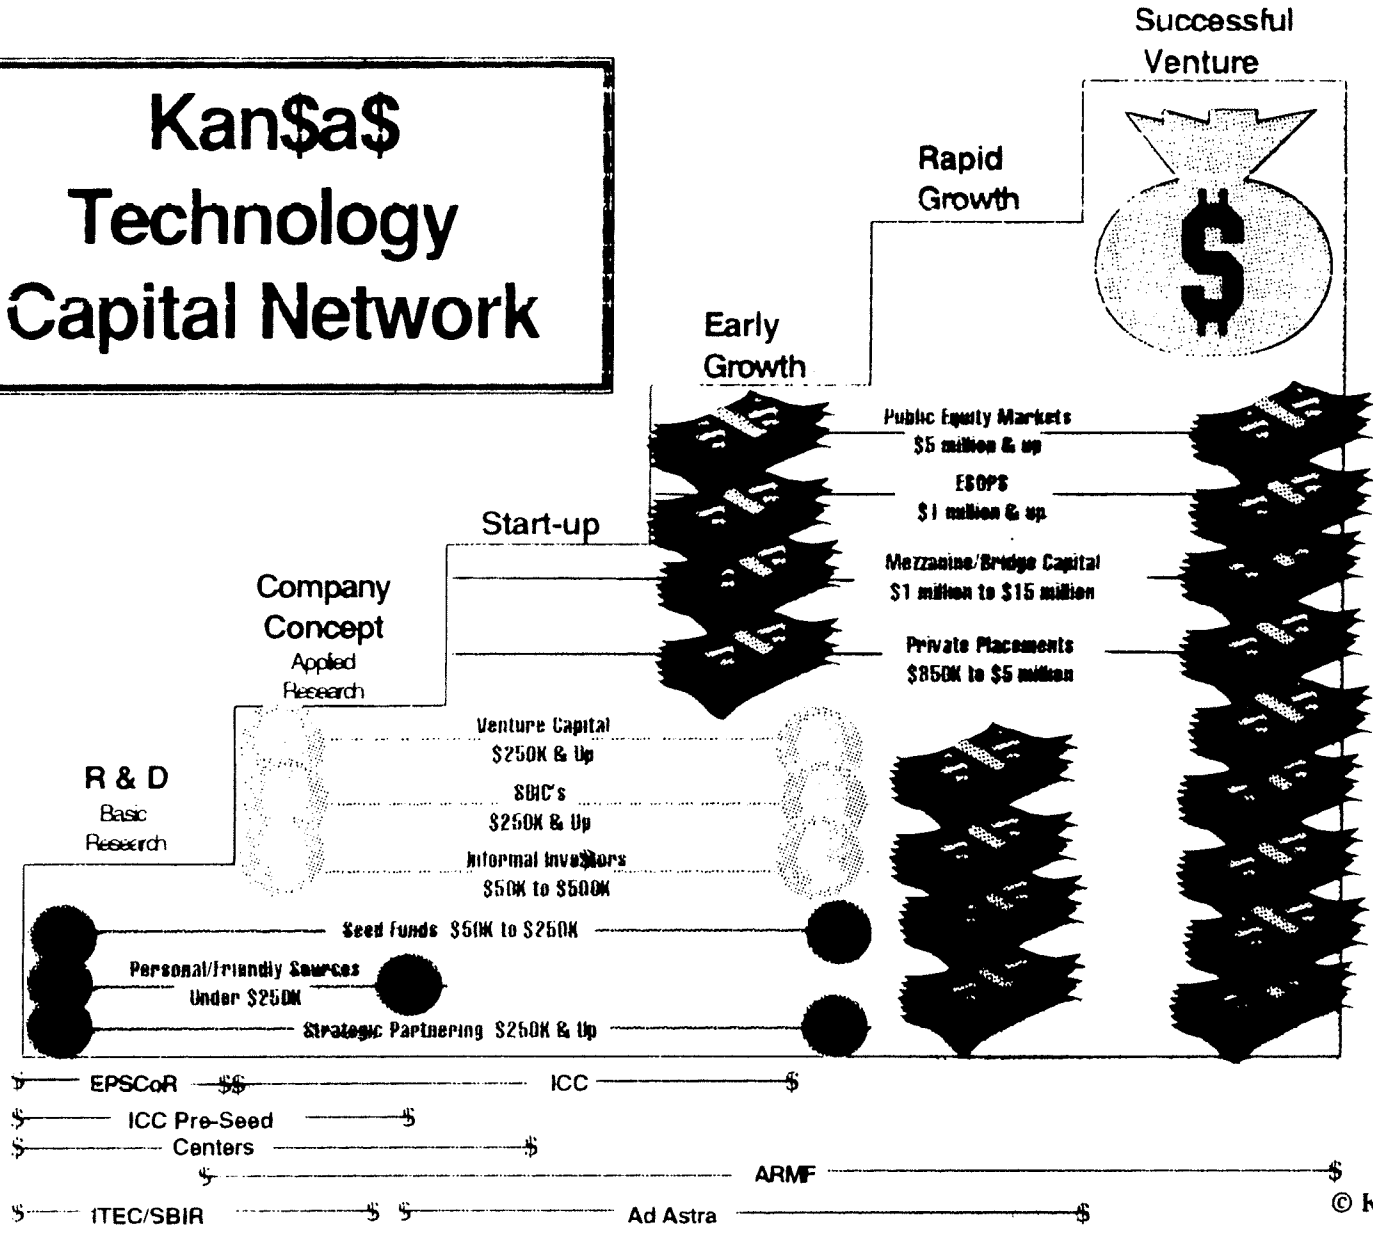 Successful
Venture
Kan$a$
Technology
Capital Network
Rapid
Growth
Early
Growth
Public Equity Markets
$5 million & up
ESOPS
$1 million & up
Start-up
Mezzanine/Bridge Capital
$1 million to $15 million
Company
Concept
Applied
Research
Private Placements
$850K to $5 million
Venture Capital
$250K & Up
R & D
Basic
Research
SBIC's
$250K & Up
Informal Investors
$50K to $500K
Seed Funds $50K to $250K
Personal/Friendly Sources
Under $250K
Strategic Partnering $250K & Up
$ EPSCoR $$ ICC $
$ ICC Pre-Seed $
$ Centers $
$ ARMF $
©
$ ITEC/SBIR $ $ Ad Astra $